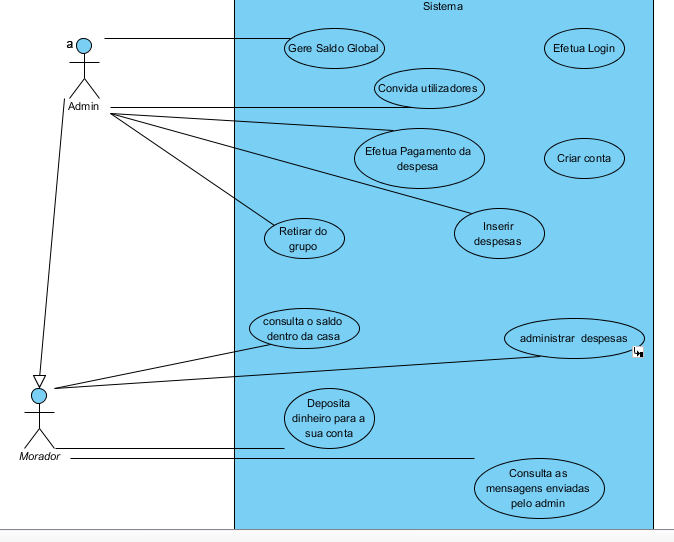 Sistema
a
Gere Saldo Global
Efetua Login
Convida utilizadores
Admin
Efetua Pagamento da
despesa
Criar conta
Retirar do
grupo
Inserir
despesas
consulta o saldo
dentro da casa
administrar despesas
Deposita
dinheiro para a
sua conta
Morador
Consulta as
mensagens enviadas
pelo admin